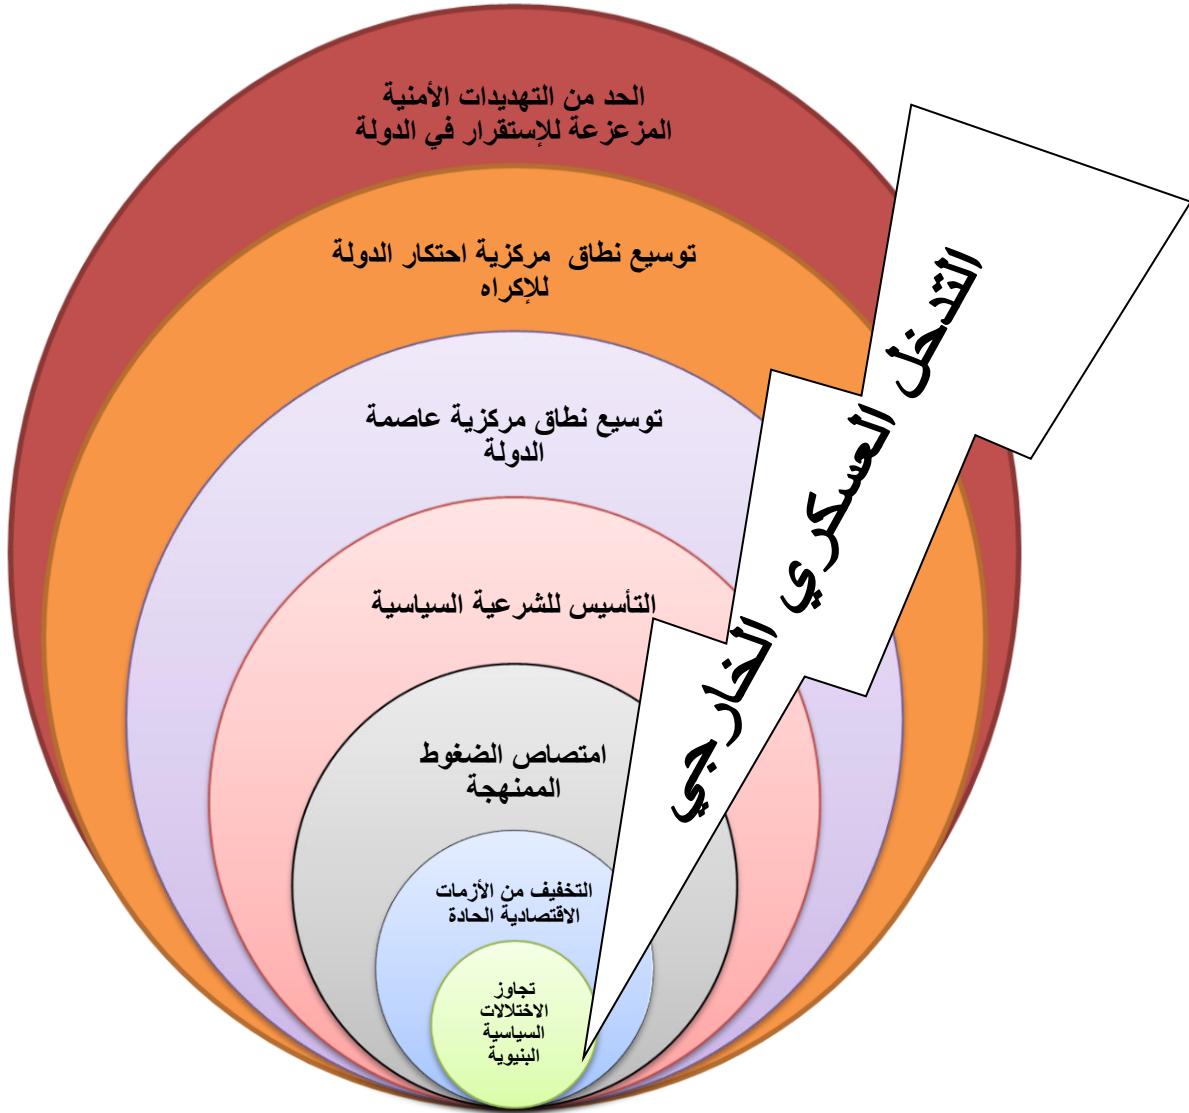 الحد من التهديدات الأمنية
المزعزعة للإستقرار في الدولة
توسيع نطاق  مركزية احتكار الدولة
للإكراه
توسيع نطاق مركزية عاصمة
الدولة
التأسيس للشرعية السياسية
امتصاص الضغوط
الممنهجة
التخفيف من الأزمات
الاقتصادية الحادة
تجاوز
الاختلالات
السياسية
البنيوية
التدخل العسكري الخارجي